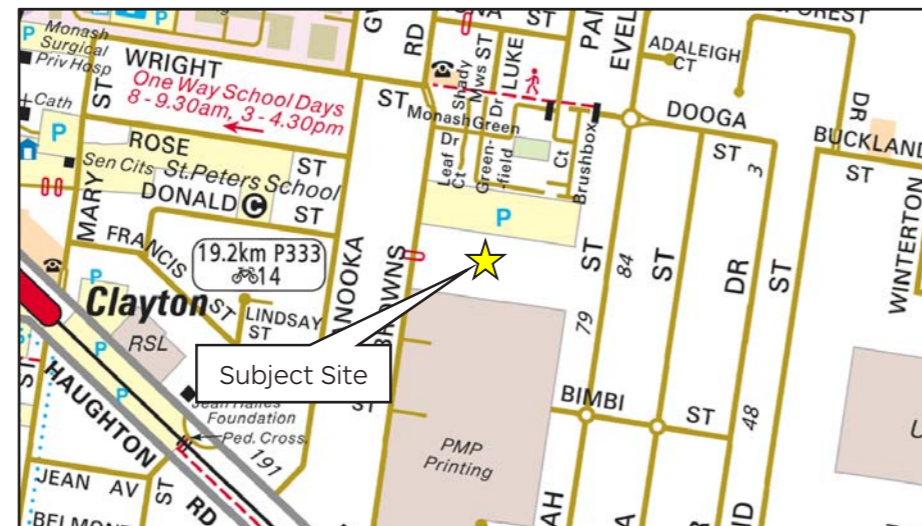 Monash
Surgical
Priv Hosp
Cath
P
P
ST
WRIGHT
One Way School Days
8 - 9.30am, 3 - 4.30pm
ROSE
ST
Sen Cits
St.Peters School
DONALD
C
ST
MARY
FRANCIS
ST
19.2km P333
14
Clayton
LINDSAY
ST
RSL
P
P
P
HAUGHTON
RD
Foundation
Ped. Cross.
191
JEAN AV
ST
BELMONT
RD
ST
ST
LUKE
Shady
Mws
ST
Monash Green
Dr
Leaf
Ct
Green-
-field
Dr
Ct
Brushbox
P
BROWNS
Subject Site
PMP
Printing
ADALEIGH
CT
DOOGA
ST
3
DR
BUCKLAND
ST
WINTERTON
ST
84
79
ST
DR
ST
BIMBI
ST
48